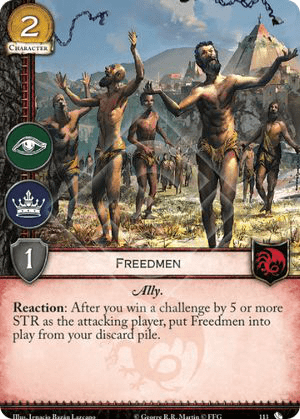 2
CHARACTER
1
FREEDMEN
Ally.
Reaction: After you win a challenge by 5 or more
STR as the attacking player, put Freedmen into
play from your discard pile.
Illus. Ignacio Bazán Lazcano
© George R.R. Martin © FFG
113